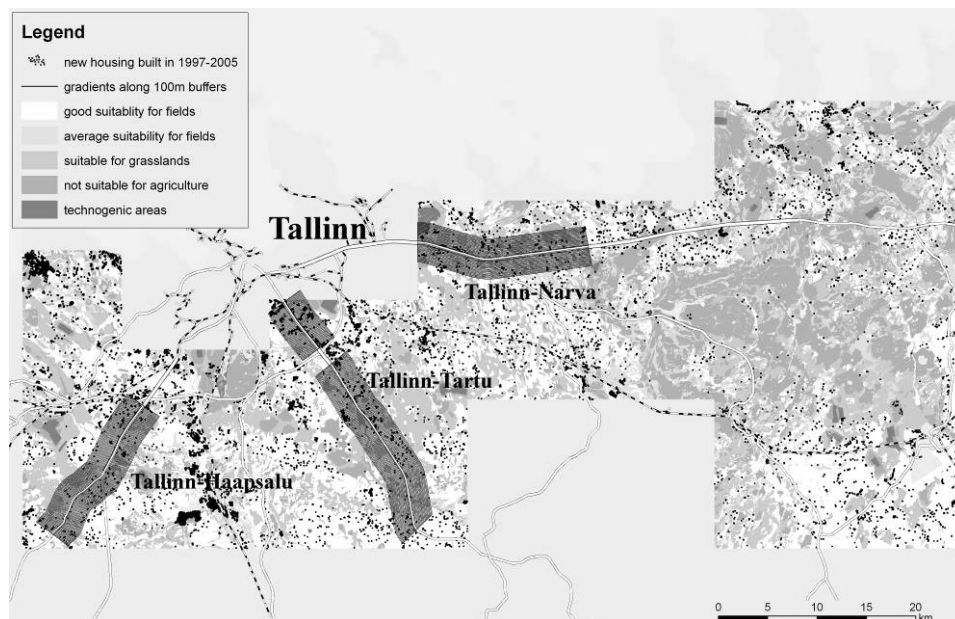 Legend
new housing built in 1997-2005
gradients along 100m buffers
good suitablity for fields
average suitability for fields
suitable for grasslands
not suitable for agriculture
technogenic areas
Tallinn
Tallinn-Narva
Tallinn-Tartu
Tallinn-Haapsalu
0 5 10 15 20
km